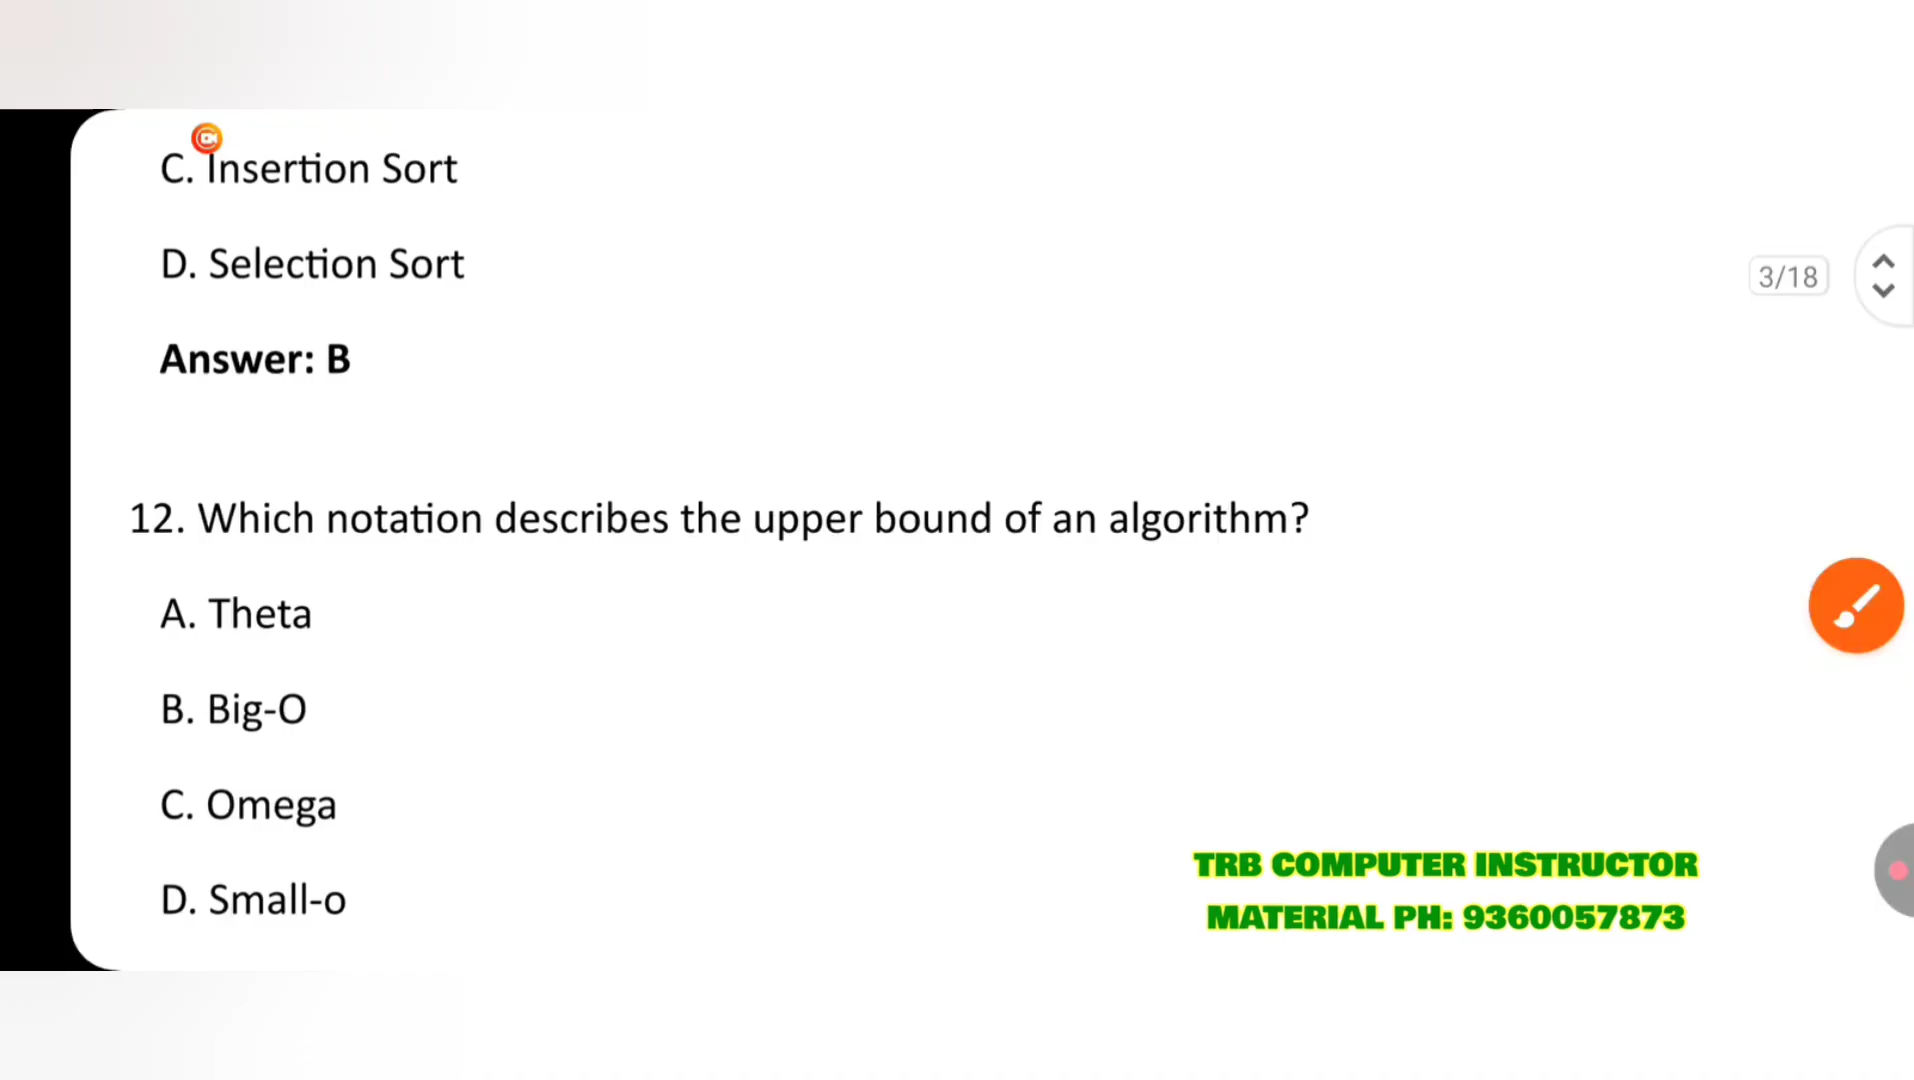 C. Insertion Sort
D. Selection Sort
3/18
Answer: B
12. Which notation describes the upper bound of an algorithm?
A. Theta
B. Big-O
C. Omega
D. Small-o
TRB COMPUTER INSTRUCTOR
MATERIAL PH: 9360057873